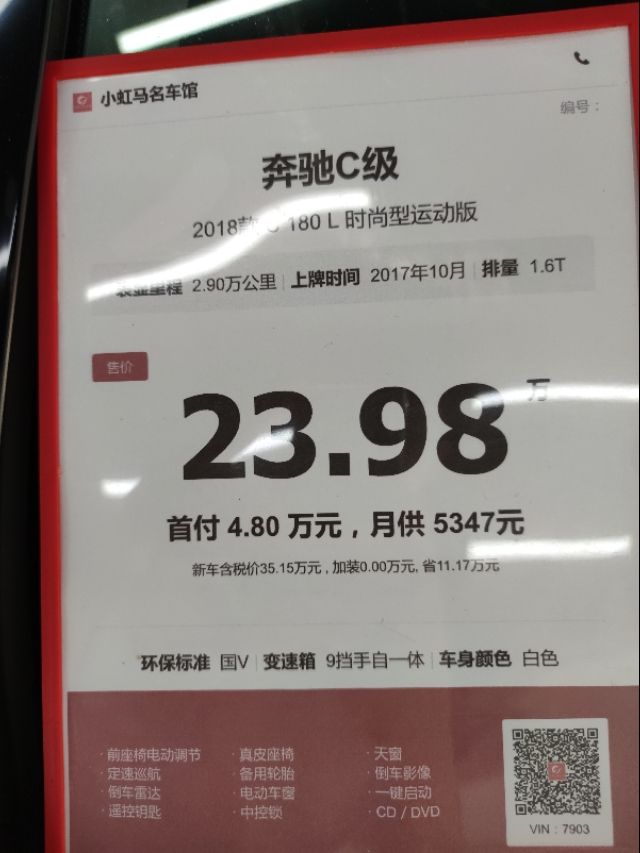 小虹马名车馆
编号：
奔驰C级
2018款 C 180 L 时尚型运动版
表显里程 2.90万公里 上牌时间 2017年10月 排量 1.6T
售价
23.98 万
首付 4.80 万元，月供 5347元
新车含税价35.15万元，加装0.00万元，省11.17万元
环保标准 国V 变速箱 9挡手自一体 车身颜色 白色
· 前座椅电动调节 · 真皮座椅 · 天窗
· 定速巡航 · 备用轮胎 · 倒车影像
· 倒车雷达 · 电动车窗 · 一键启动
· 遥控钥匙 · 中控锁 · CD / DVD
VIN：7903